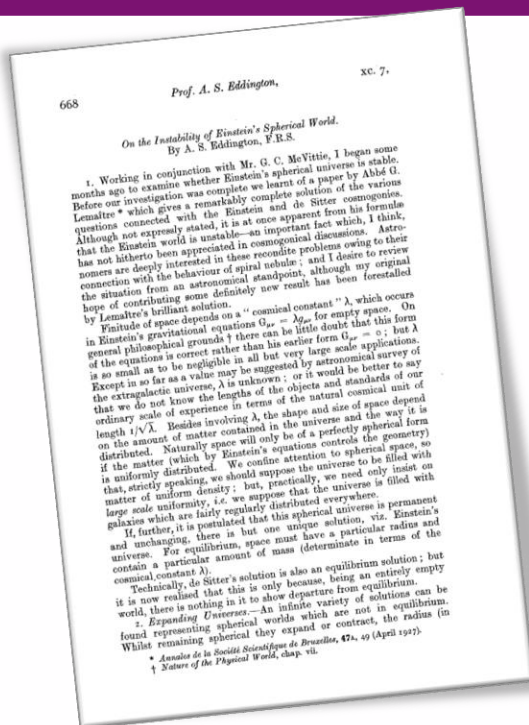 668
Prof. A. S. Eddington,
xc. 7,
On the Instability of Einstein's Spherical World.
By A. S. Eddington, F.R.S.
1. Working in conjunction with Mr. G. C. McVittie, I began some
months ago to examine whether Einstein's spherical universe is stable.
Before our investigation was complete we learnt of a paper by Abbé G.
Lemaître * which gives a remarkably complete solution of the various
questions connected with the Einstein and de Sitter cosmogonies.
Although not expressly stated, it is at once apparent from his formulæ
that the Einstein world is unstable—an important fact which, I think,
has not hitherto been appreciated in cosmogonical discussions. Astro-
nomers are deeply interested in these recondite problems owing to their
connection with the behaviour of spiral nebulæ; and I desire to review
the situation from an astronomical standpoint, although my original
hope of contributing some definitely new result has been forestalled
by Lemaître's brilliant solution.
Finitude of space depends on a " cosmical constant " λ, which occurs
in Einstein's gravitational equations Gμν = λgμν for empty space. On
general philosophical grounds † there can be little doubt that this form
of the equations is correct rather than his earlier form Gμν = 0; but λ
is so small as to be negligible in all but very large scale applications.
Except in so far as a value may be suggested by astronomical survey of
the extragalactic universe, λ is unknown; or it would be better to say
that we do not know the lengths of the objects and standards of our
ordinary scale of experience in terms of the natural cosmical unit of
length 1/√λ. Besides involving λ, the shape and size of space depend
on the amount of matter contained in the universe and the way it is
distributed. Naturally space will only be of a perfectly spherical form
if the matter (which by Einstein's equations controls the geometry)
is uniformly distributed. We confine attention to spherical space, so
that, strictly speaking, we should suppose the universe to be filled with
matter of uniform density; but, practically, we need only insist on
large scale uniformity, i.e. we suppose that the universe is filled with
galaxies which are fairly regularly distributed everywhere.
If, further, it is postulated that this spherical universe is permanent
and unchanging, there is but one unique solution, viz. Einstein's
universe. For equilibrium, space must have a particular radius and
contain a particular amount of mass (determinate in terms of the
cosmical constant λ).
Technically, de Sitter's solution is also an equilibrium solution; but
it is now realised that this is only because, being an entirely empty
world, there is nothing in it to show departure from equilibrium.
2. Expanding Universes.—An infinite variety of solutions can be
found representing spherical worlds which are not in equilibrium.
Whilst remaining spherical they expand or contract, the radius (in
* Annales de la Société Scientifique de Bruxelles, 47A, 49 (April 1927).
† Nature of the Physical World, chap. vii.